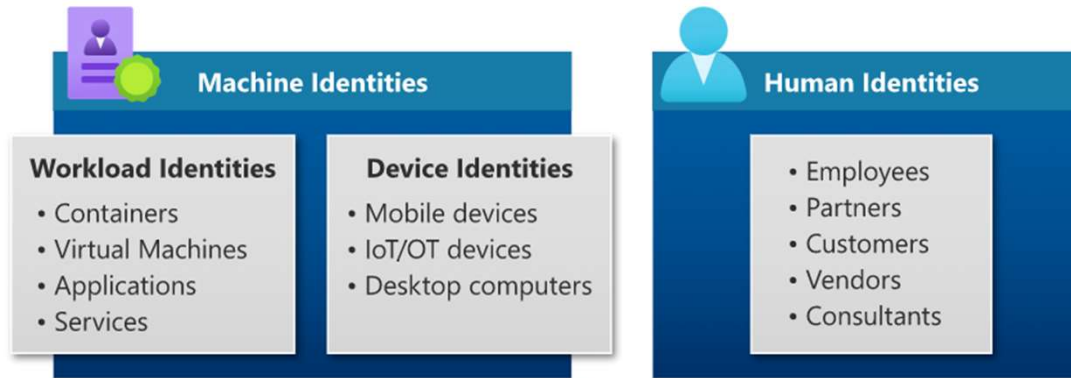 Machine Identities
Workload Identities
• Containers
• Virtual Machines
• Applications
• Services
Device Identities
• Mobile devices
• IoT/OT devices
• Desktop computers
Human Identities
• Employees
• Partners
• Customers
• Vendors
• Consultants